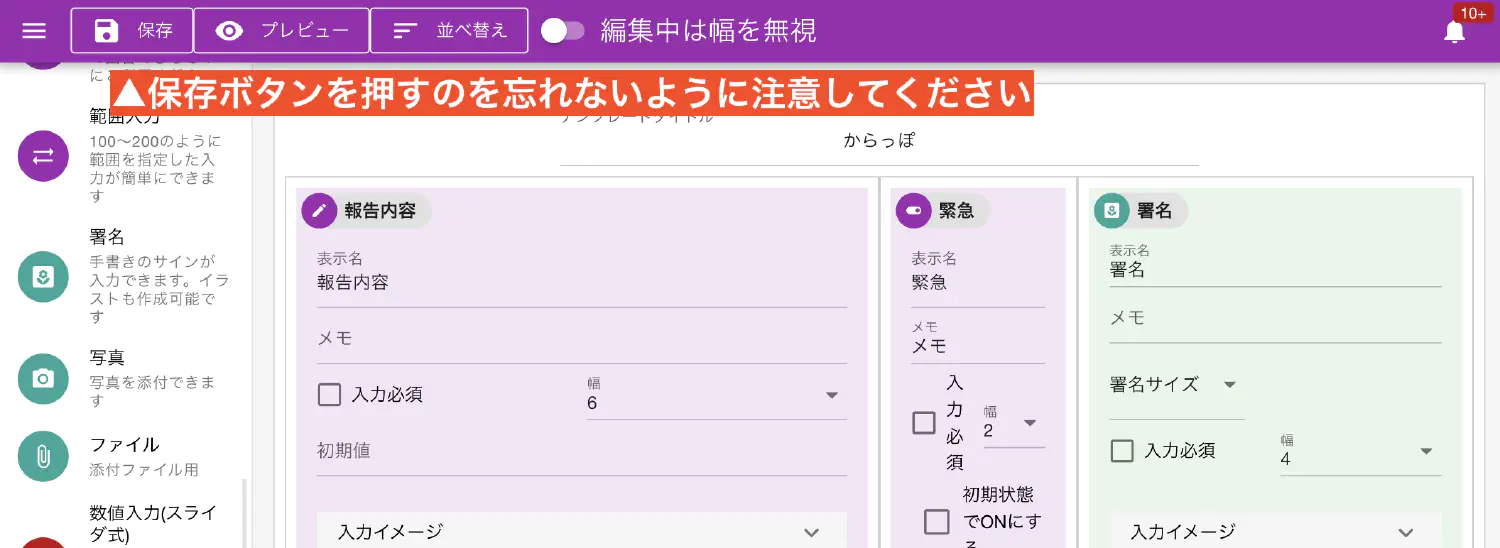 保存
プレビュー
並べ替え
編集中は幅を無視
10+
▲保存ボタンを押すのを忘れないように注意してください
範囲入力
100〜200のように
範囲を指定した入
力が簡単にできま
す
署名
手書きのサインが
入力できます。イラ
ストも作成可能で
す
写真
写真を添付できま
す
ファイル
添付ファイル用
数値入力(スライ
ダ式)
テンプレートタイトル
からっぽ
報告内容
表示名
報告内容
メモ
入力必須
幅
6
初期値
入力イメージ
緊急
表示名
緊急
メモ
メモ
入
力
必
須
幅
2
初期状態
でONにす
る
署名
表示名
署名
メモ
署名サイズ
入力必須
幅
4
入力イメージ